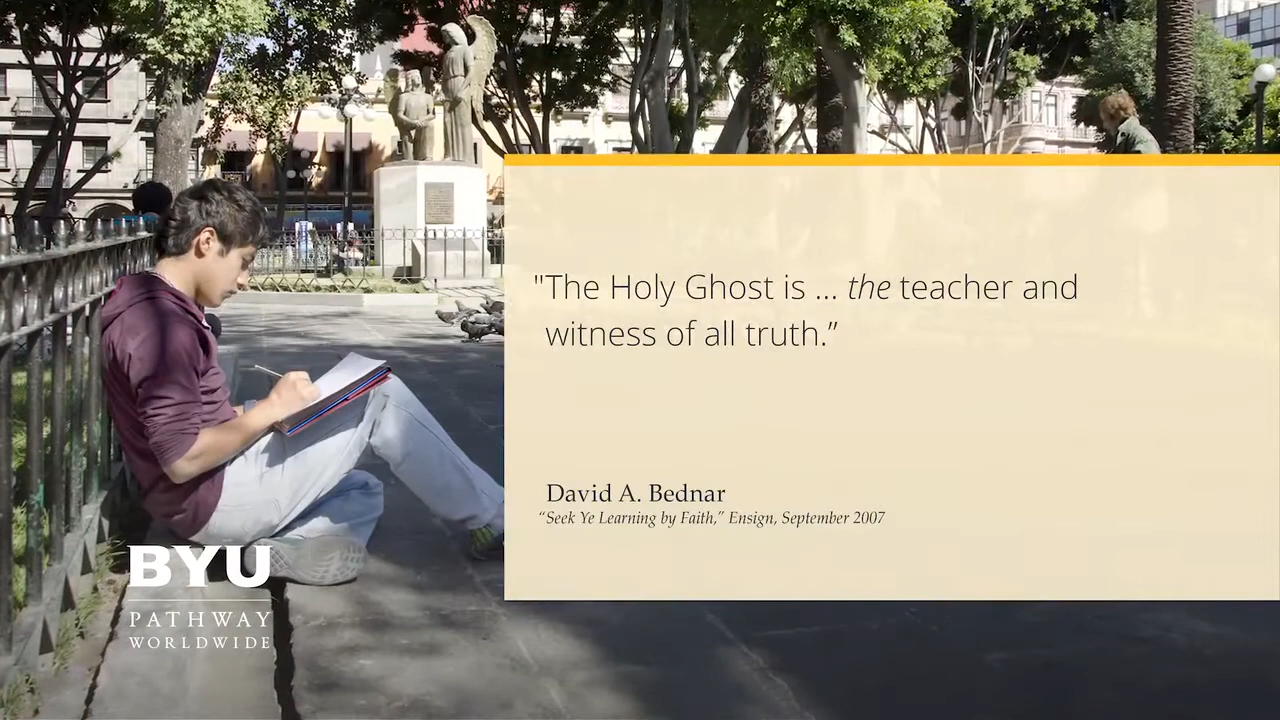 "The Holy Ghost is ... the teacher and
witness of all truth.”
David A. Bednar
“Seek Ye Learning by Faith,” Ensign, September 2007
BYU
PATHWAY
WORLDWIDE